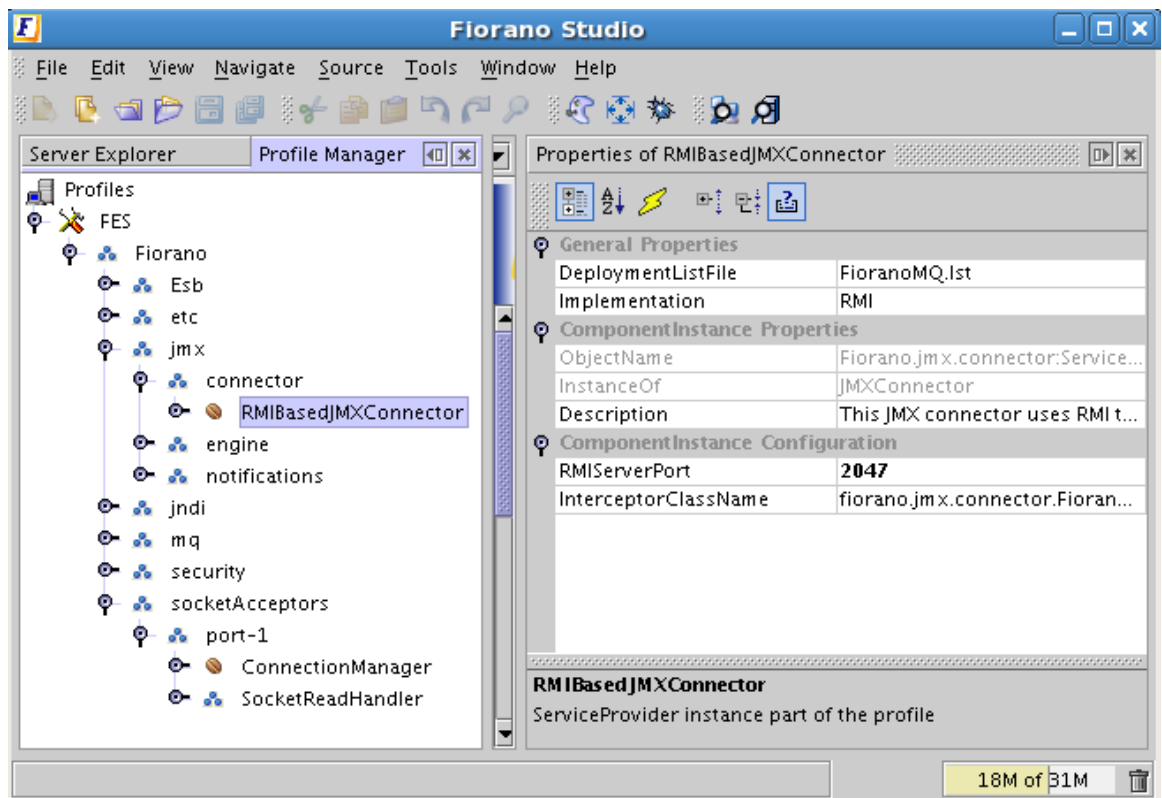 Fiorano Studio
File Edit View Navigate Source Tools Window Help
Server Explorer
Profile Manager
Profiles
FES
Fiorano
Esb
etc
jmx
connector
RMIBasedJMXConnector
engine
notifications
jndi
mq
security
socketAcceptors
port-1
ConnectionManager
SocketReadHandler
Properties of RMIBasedJMXConnector
General Properties
DeploymentListFile FioranoMQ.lst
Implementation RMI
ComponentInstance Properties
ObjectName Fiorano.jmx.connector:Service...
InstanceOf JMXConnector
Description This JMX connector uses RMI t...
ComponentInstance Configuration
RMIServerPort 2047
InterceptorClassName fiorano.jmx.connector.Fioran...
RMIBasedJMXConnector
ServiceProvider instance part of the profile
18M of 31M